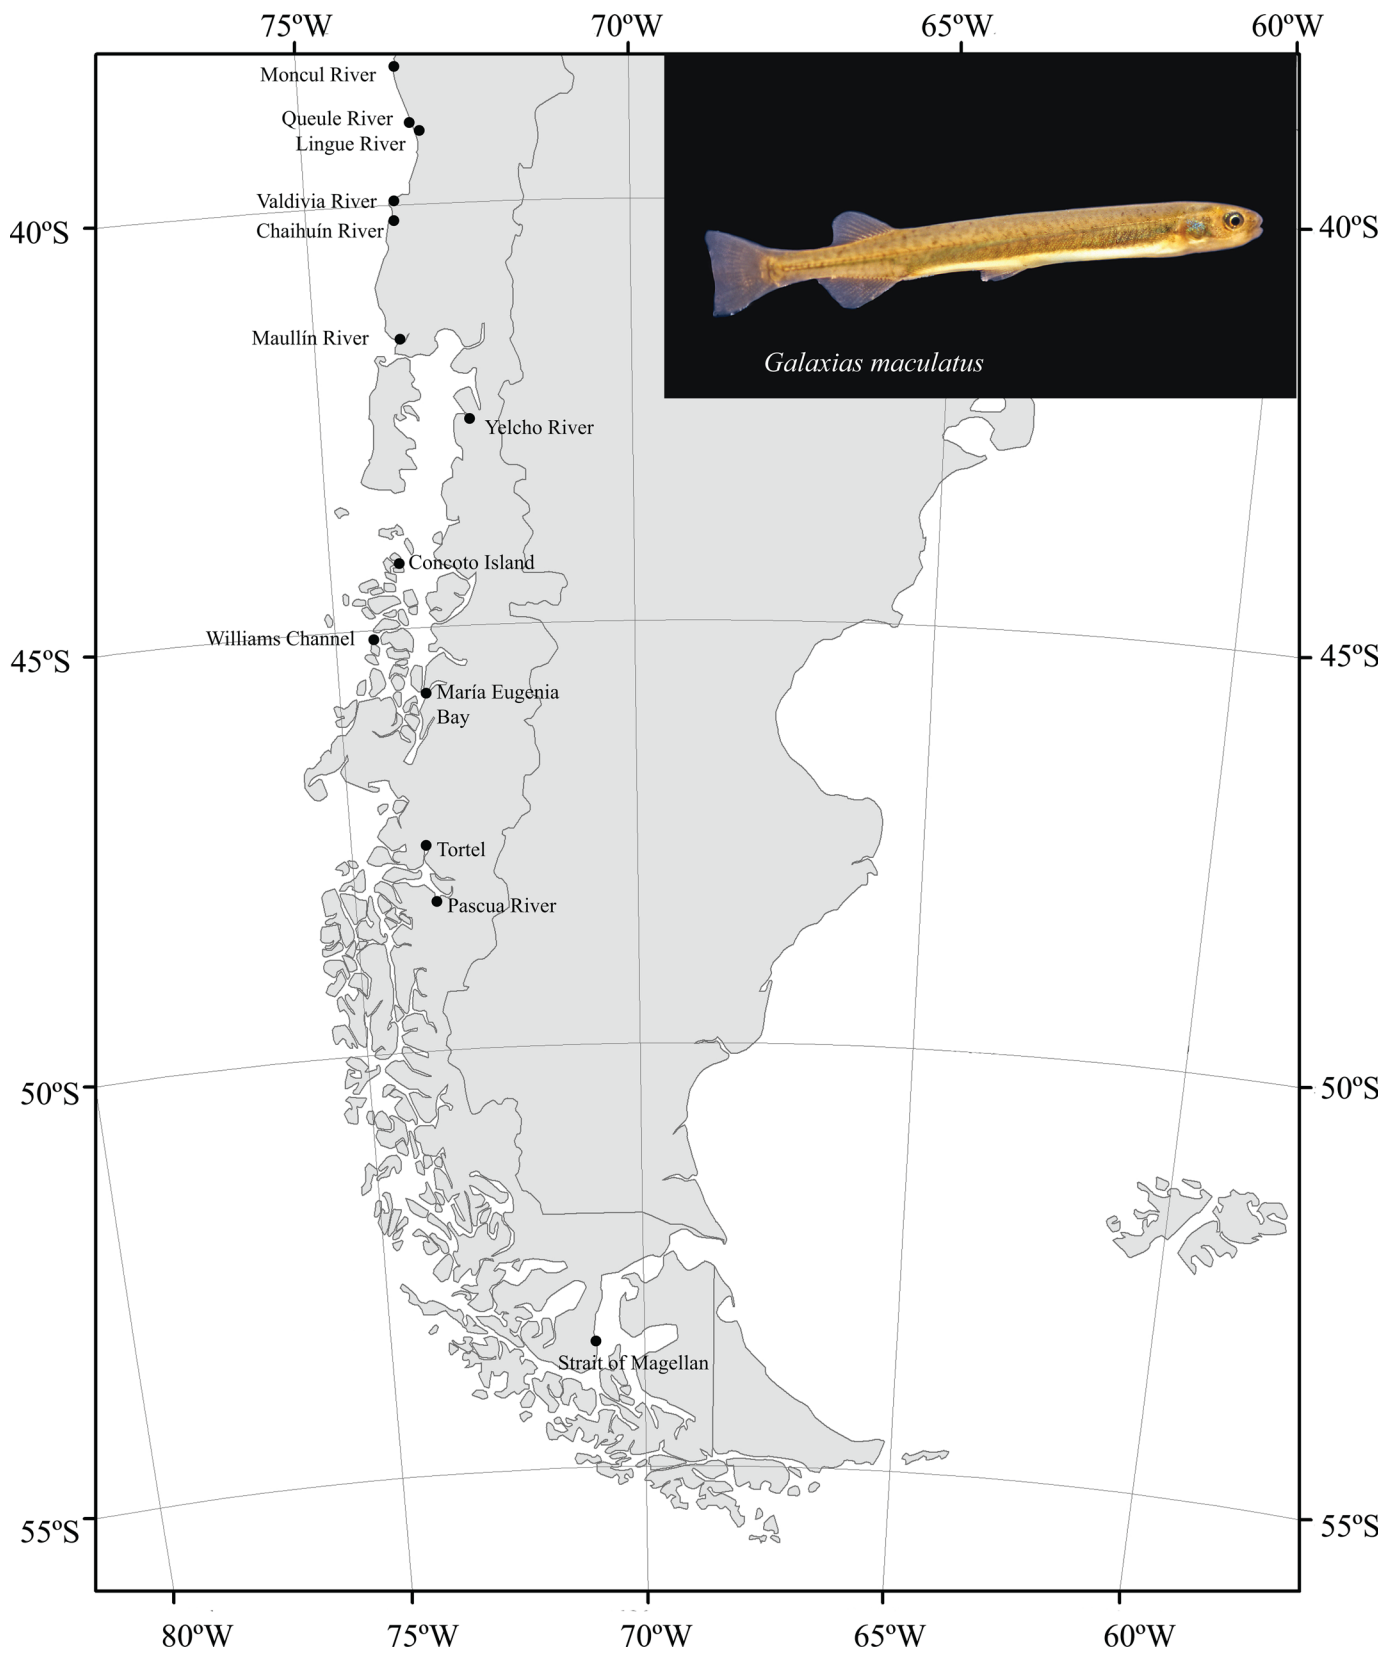 75ºW 70ºW 65ºW 60ºW
Moncul River
Queule River
Lingue River
Valdivia River
40ºS 40ºS
Chaihuín River
Maullín River
Galaxias maculatus
Yelcho River
Concoto Island
Williams Channel
45ºS 45ºS
María Eugenia
Bay
Tortel
Pascua River
50ºS 50ºS
Strait of Magellan
55ºS 55ºS
80ºW 75ºW 70ºW 65ºW 60ºW